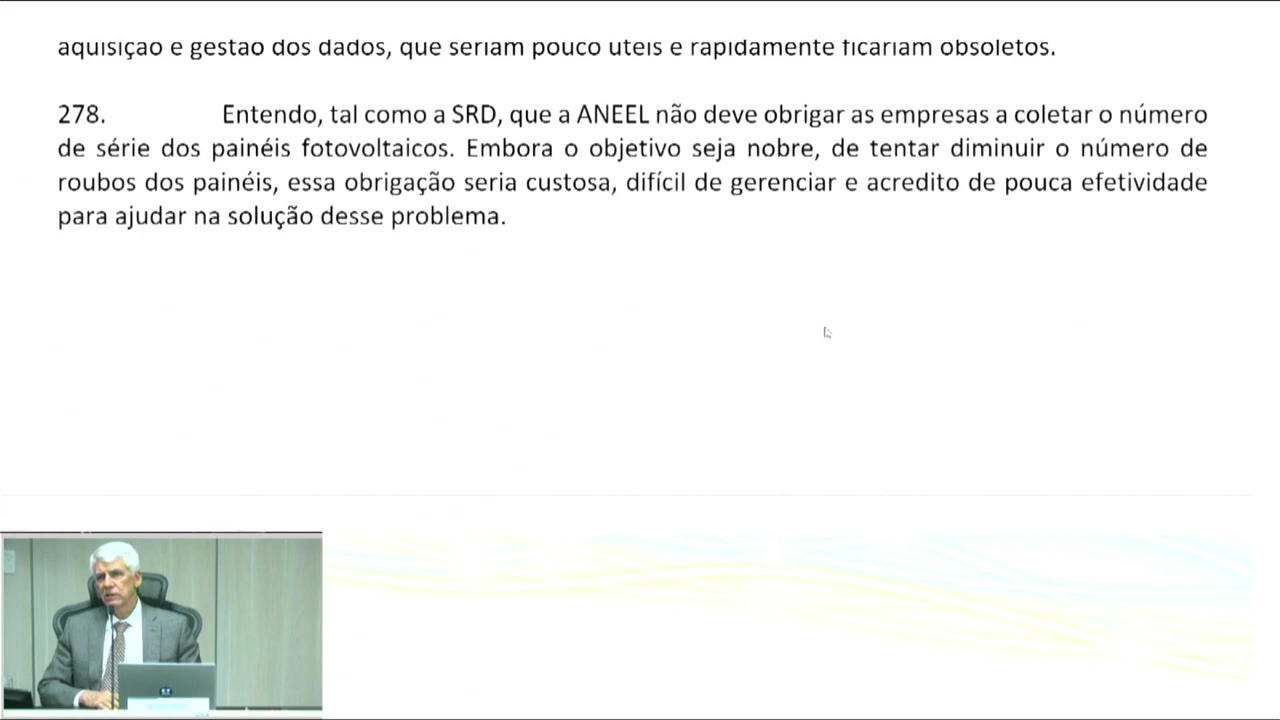 aquisição e gestão dos dados, que seriam pouco úteis e rapidamente ficariam obsoletos.
278. Entendo, tal como a SRD, que a ANEEL não deve obrigar as empresas a coletar o número
de série dos painéis fotovoltaicos. Embora o objetivo seja nobre, de tentar diminuir o número de
roubos dos painéis, essa obrigação seria custosa, difícil de gerenciar e acredito de pouca efetividade
para ajudar na solução desse problema.